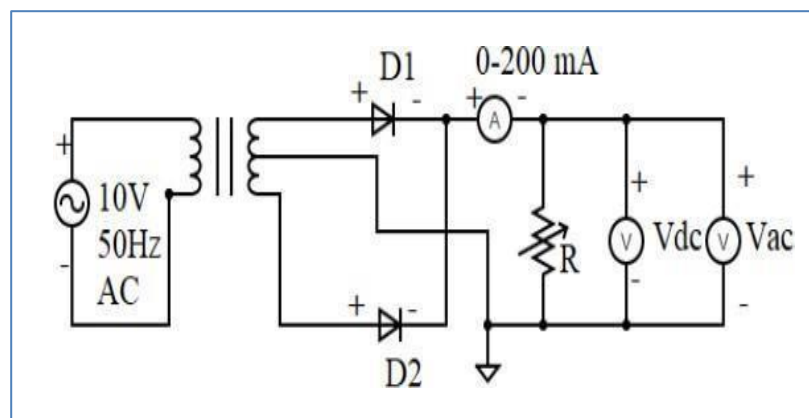 0-200 mA
D1
+ - + -
A
+
10V
50Hz
AC
-
+ +
R
V
Vdc
V
Vac
- -
+ -
D2